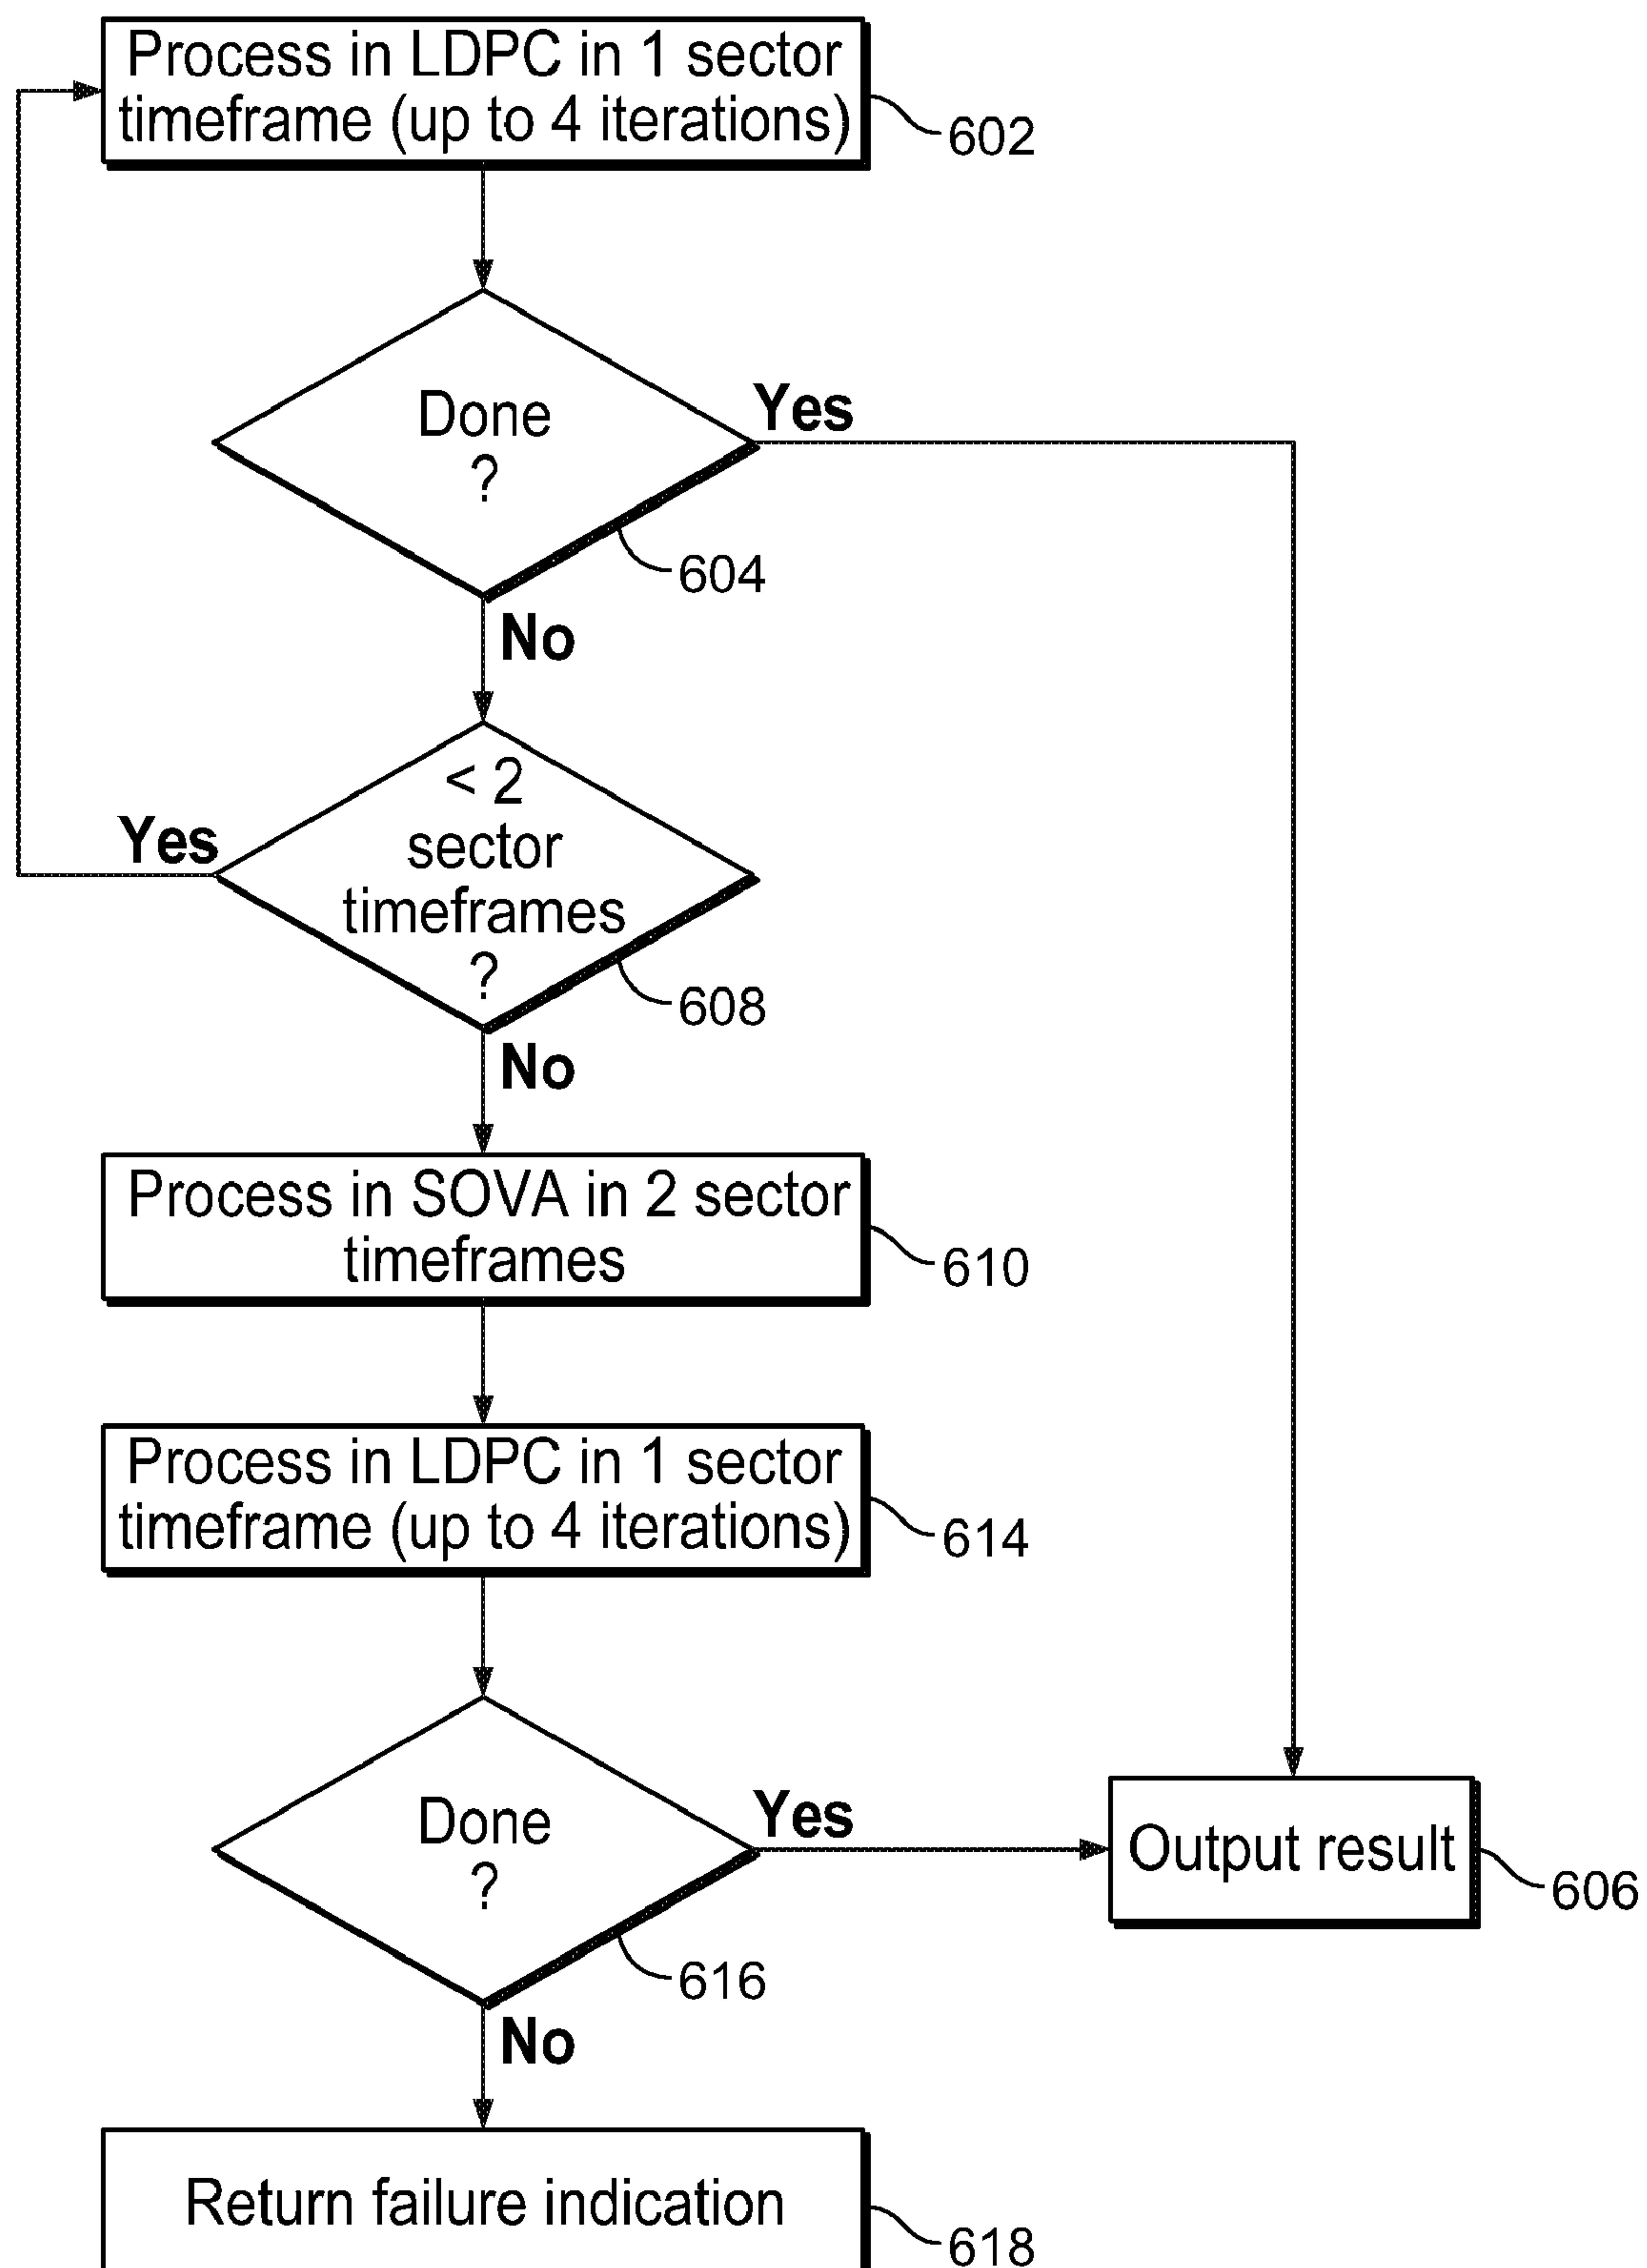 Process in LDPC in 1 sector
timeframe (up to 4 iterations)
602
Done
?
Yes
604
No
< 2
sector
timeframes
?
Yes
608
No
Process in SOVA in 2 sector
timeframes
610
Process in LDPC in 1 sector
timeframe (up to 4 iterations)
614
Done
?
Yes
Output result
606
616
No
Return failure indication
618